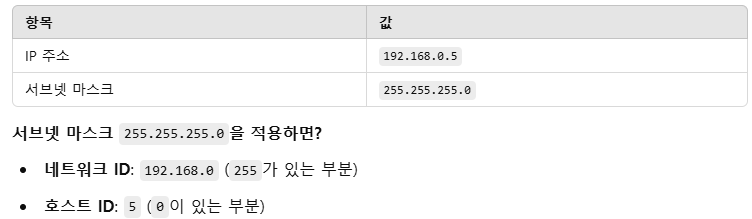 항목 값
IP 주소 192.168.0.5
서브넷 마스크 255.255.255.0
서브넷 마스크 255.255.255.0을 적용하면?
• 네트워크 ID: 192.168.0 (255가 있는 부분)
• 호스트 ID: 5 (0이 있는 부분)